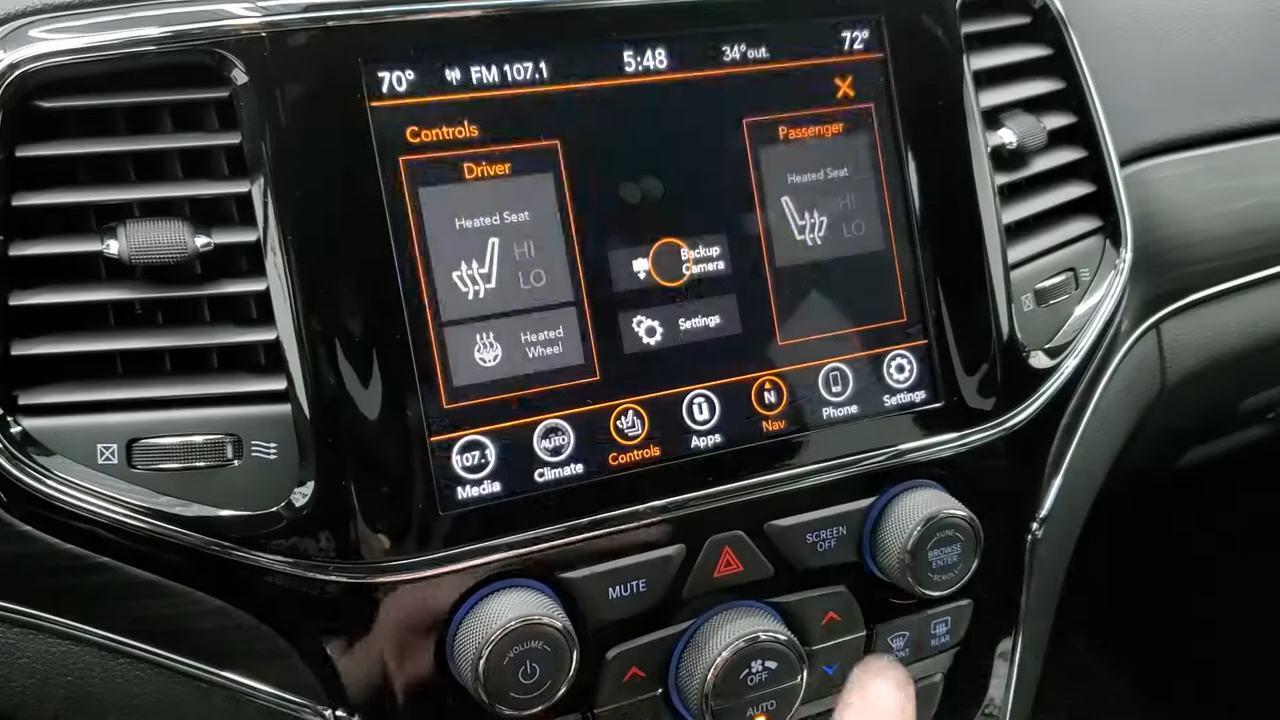 70° FM 107.1 5:48 34°out. 72°
Controls
Driver
Heated Seat
HI
LO
Heated
Wheel
Backup
Camera
Settings
Passenger
Heated Seat
HI
LO
107.1
Media
AUTO
Climate
Controls
Ü
Apps
N
Nav
Phone
Settings
MUTE
SCREEN
OFF
TUNE
BROWSE
ENTER
SCROLL
VOLUME
OFF
AUTO
REAR